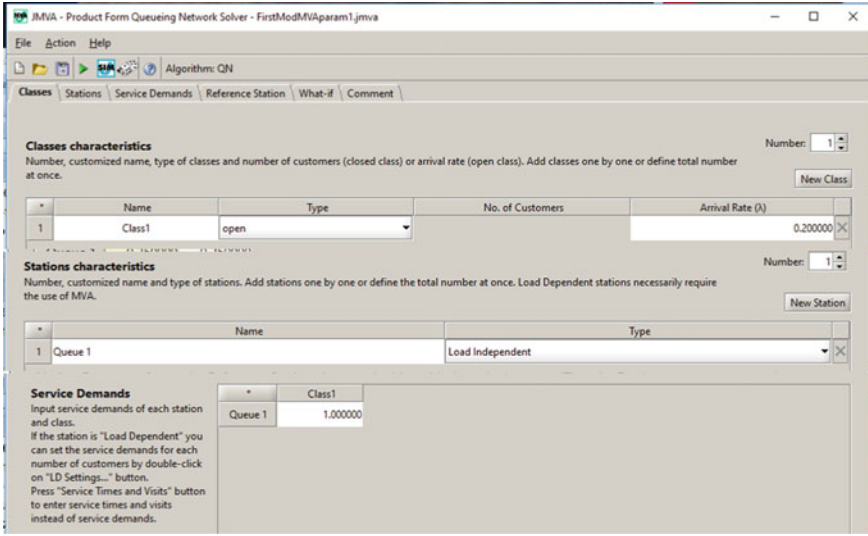 JMVA - Product Form Queueing Network Solver - FirstModMVAparam1.jmva
File Action Help
Algorithm: QN
Classes Stations Service Demands Reference Station What-if Comment
Classes characteristics
Number: 1
Number, customized name, type of classes and number of customers (closed class) or arrival rate (open class). Add classes one by one or define total number
at once.
New Class
* Name Type No. of Customers Arrival Rate (λ)
1 Class1 open 0.200000
Stations characteristics
Number: 1
Number, customized name and type of stations. Add stations one by one or define the total number at once. Load Dependent stations necessarily require
the use of MVA.
New Station
* Name Type
1 Queue 1 Load Independent
Service Demands
Input service demands of each station
and class.
If the station is "Load Dependent" you
can set the service demands for each
number of customers by double-click
on "LD Settings..." button.
Press "Service Times and Visits" button
to enter service times and visits
instead of service demands.
* Class1
Queue 1 1.000000